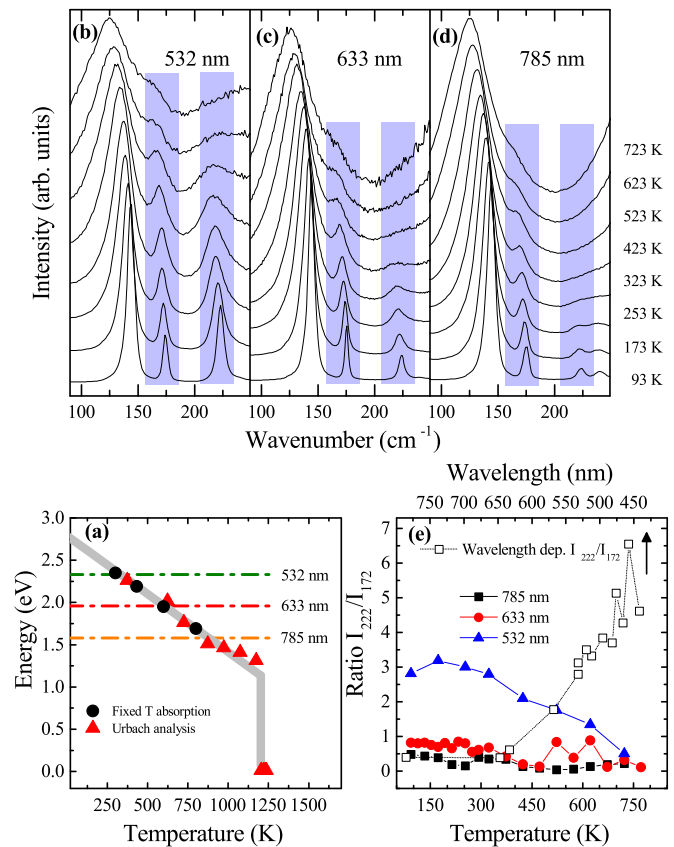 (b) 532 nm
(c) 633 nm
(d) 785 nm
Intensity (arb. units)
723 K
623 K
523 K
423 K
323 K
253 K
173 K
93 K
100 150 200 100 150 200 100 150 200
Wavenumber (cm⁻¹)
(a)
Energy (eV)
3.0
2.5
2.0
1.5
1.0
0.5
0.0
532 nm
633 nm
785 nm
Fixed T absorption
Urbach analysis
250 500 750 1000 1250 1500
Temperature (K)
Wavelength (nm)
750 700 650 600 550 500 450
(e)
Ratio I₂₂₂/I₁₇₂
7
6
5
4
3
2
1
0
Wavelength dep. I₂₂₂/I₁₇₂
785 nm
633 nm
532 nm
150 300 450 600 750
Temperature (K)